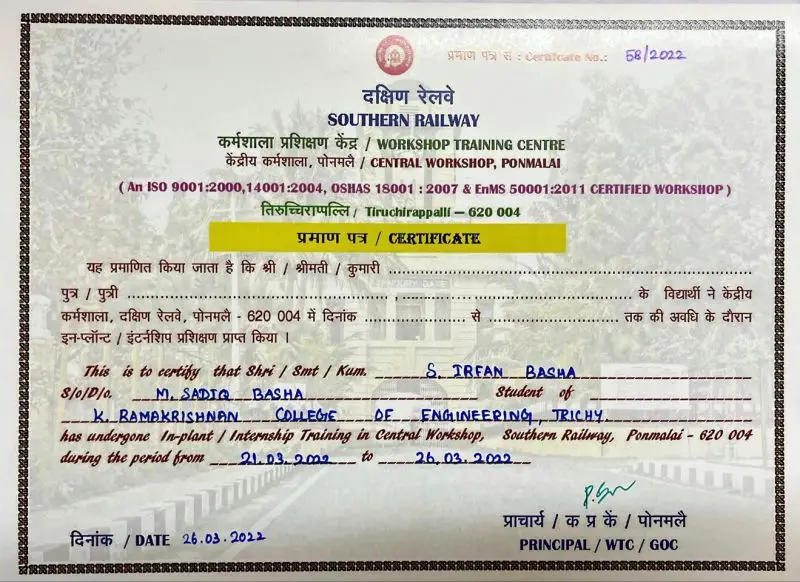 प्रमाण पत्र सं : Certifcate No.: 58/2022
दक्षिण रेलवे
SOUTHERN RAILWAY
कर्मशाला प्रशिक्षण केंद्र / WORKSHOP TRAINING CENTRE
केंद्रीय कर्मशाला, पोनमलै / CENTRAL WORKSHOP, PONMALAI
( An ISO 9001:2000,14001:2004, OSHAS 18001 : 2007 & EnMS 50001:2011 CERTIFIED WORKSHOP )
तिरुच्चिराप्पल्लि / Tiruchirappalli – 620 004
प्रमाण पत्र / CERTIFICATE
यह प्रमाणित किया जाता है कि श्री / श्रीमती / कुमारी ........................
पुत्र / पुत्री ........................ के विद्यार्थी ने केंद्रीय
कर्मशाला, दक्षिण रेलवे, पोनमलै - 620 004 में दिनांक .................... से .................... तक की अवधि के दौरान
इन-प्लॉन्ट / इंटर्नशिप प्रशिक्षण प्राप्त किया ।
This is to certify that Shri / Smt / Kum. S. IRFAN BASHA
S/o/D/o. M. SADIQ BASHA Student of
K. RAMAKRISHNAN COLLEGE OF ENGINEERING, TRICHY.
has undergone In-plant / Internship Training in Central Workshop, Southern Railway, Ponmalai - 620 004
during the period from 21.03.2022 to 26.03.2022
दिनांक / DATE 26.03.2022
प्राचार्य / क प्र कें / पोनमलै
PRINCIPAL / WTC / GOC